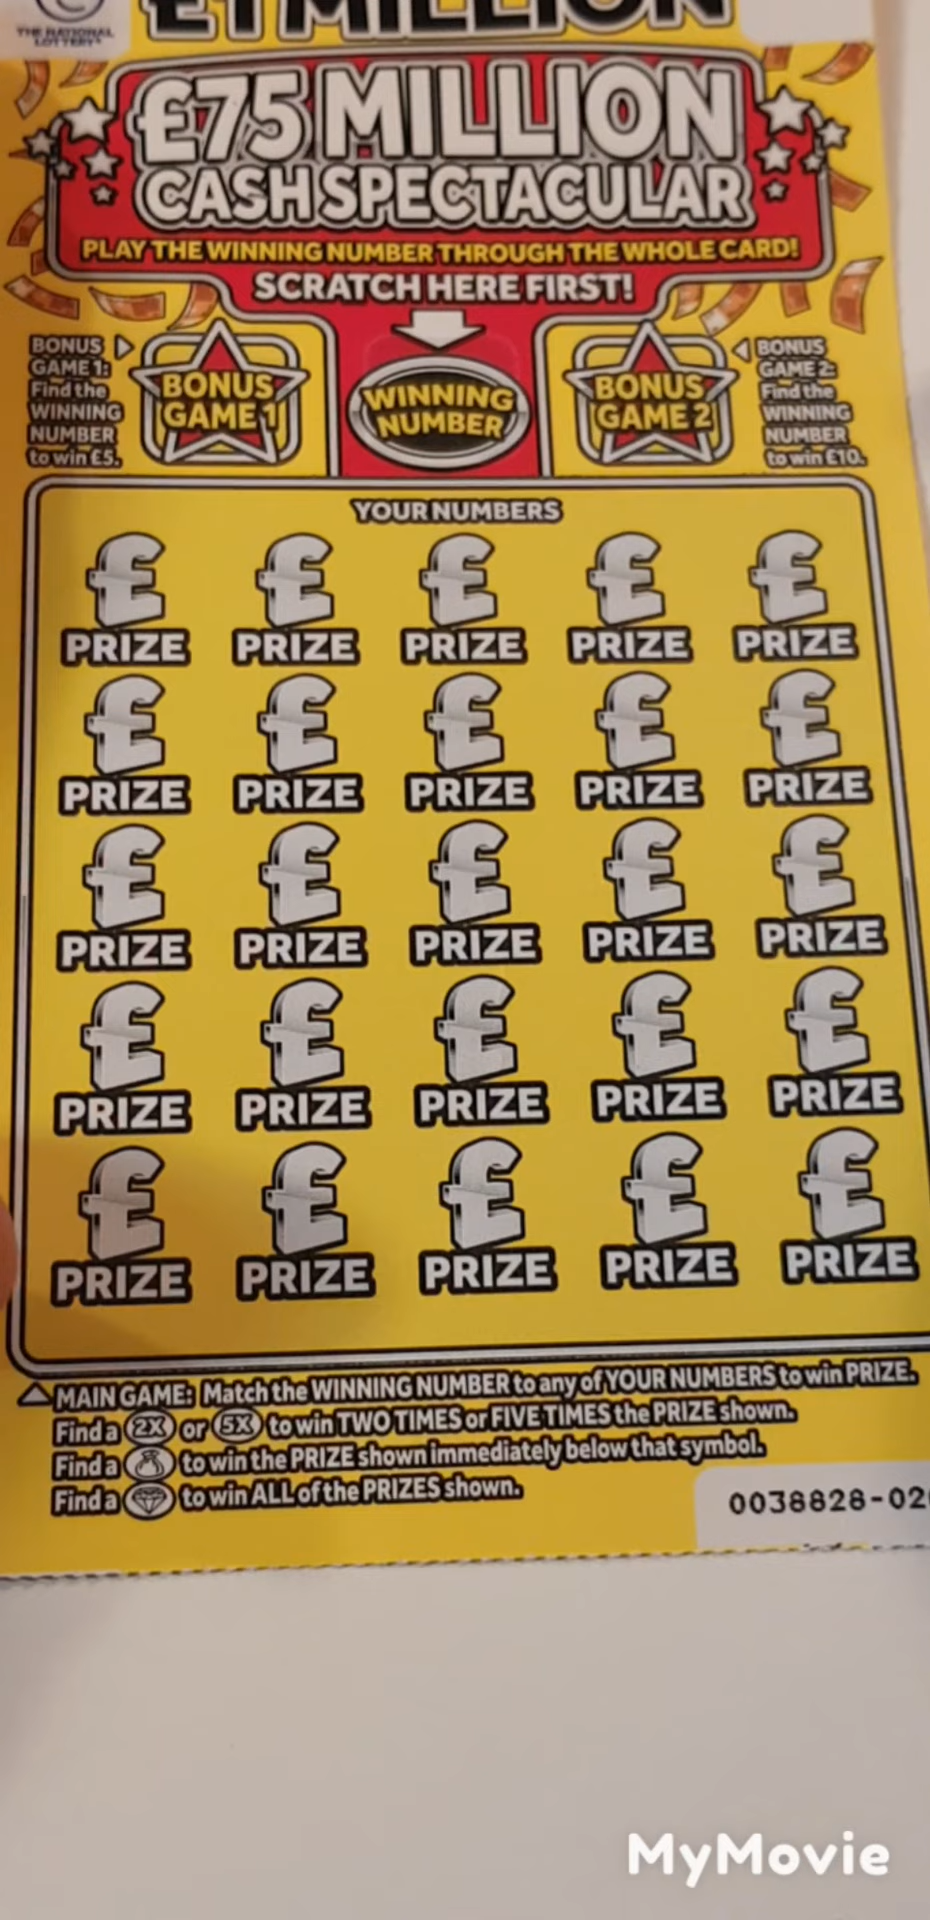 THE NATIONAL
LOTTERY®
£1 MILLION
£75 MILLION
CASH SPECTACULAR
PLAY THE WINNING NUMBER THROUGH THE WHOLE CARD!
SCRATCH HERE FIRST!
BONUS
GAME 1:
Find the
WINNING
NUMBER
to win £5.
BONUS
GAME 1
WINNING
NUMBER
BONUS
GAME 2
BONUS
GAME 2:
Find the
WINNING
NUMBER
to win £10.
YOUR NUMBERS
£ £ £ £ £
PRIZE PRIZE PRIZE PRIZE PRIZE
£ £ £ £ £
PRIZE PRIZE PRIZE PRIZE PRIZE
£ £ £ £ £
PRIZE PRIZE PRIZE PRIZE PRIZE
£ £ £ £ £
PRIZE PRIZE PRIZE PRIZE PRIZE
£ £ £ £ £
PRIZE PRIZE PRIZE PRIZE PRIZE
MAIN GAME: Match the WINNING NUMBER to any of YOUR NUMBERS to win PRIZE.
Find a 2X or 5X to win TWO TIMES or FIVE TIMES the PRIZE shown.
Find a to win the PRIZE shown immediately below that symbol.
Find a to win ALL of the PRIZES shown.
0038828-02
MyMovie